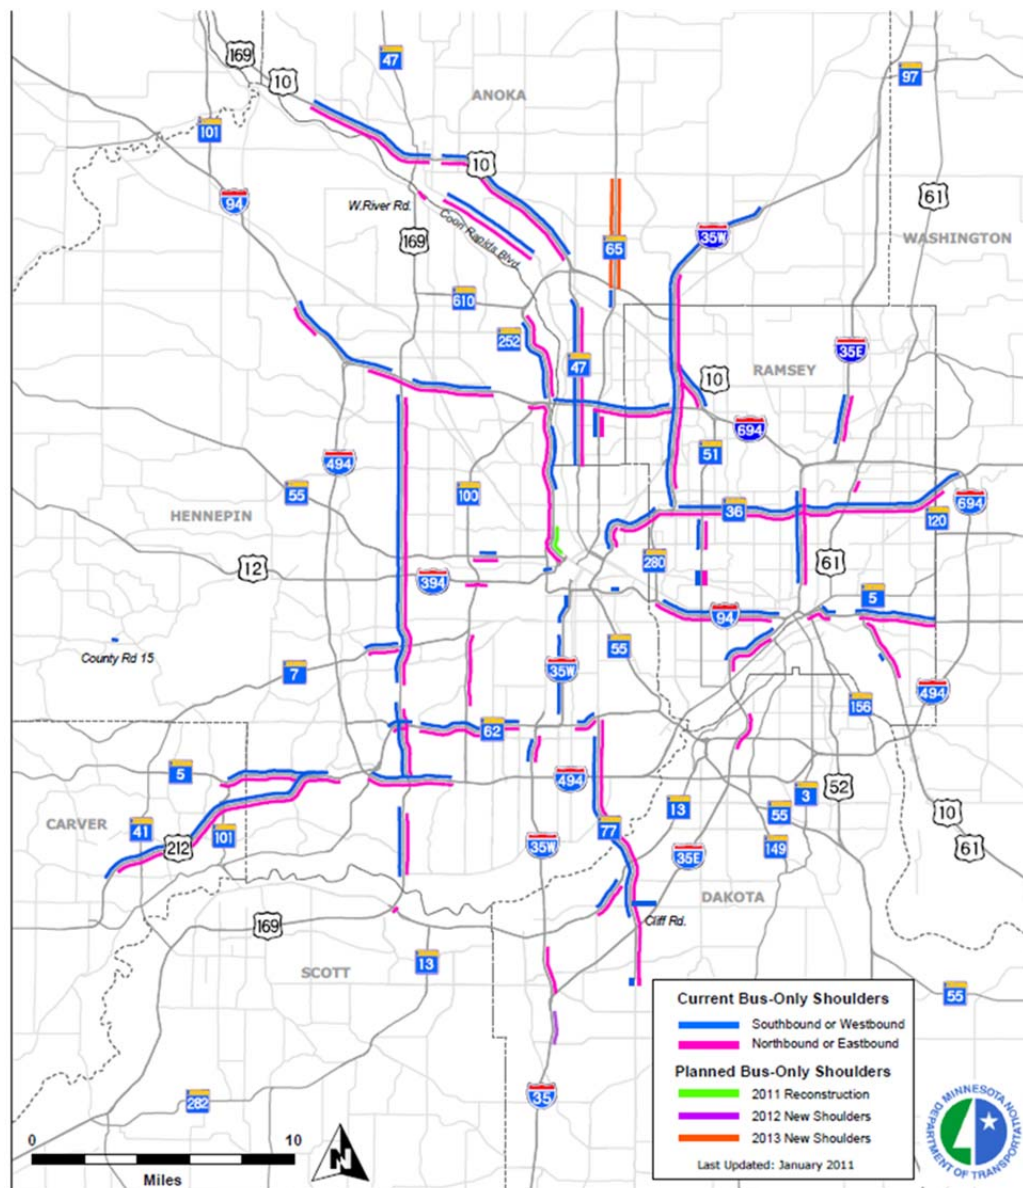 169
10
47
ANOKA
97
101
94
W.River Rd.
10
61
169
Coon Rapids Blvd
65
35W
WASHINGTON
610
252
47
35E
10
RAMSEY
694
494
51
55
100
HENNEPIN
36
694
120
12
394
280
61
5
94
County Rd 15
7
55
35W
494
156
62
5
494
CARVER
41
101
212
13
3
52
55
77
35W
35E
149
10
61
DAKOTA
169
Cliff Rd.
SCOTT
13
55
35
282
Current Bus-Only Shoulders
Southbound or Westbound
Northbound or Eastbound
Planned Bus-Only Shoulders
2011 Reconstruction
2012 New Shoulders
2013 New Shoulders
Last Updated: January 2011
0 10
Miles
N
MINNESOTA DEPARTMENT OF TRANSPORTATION